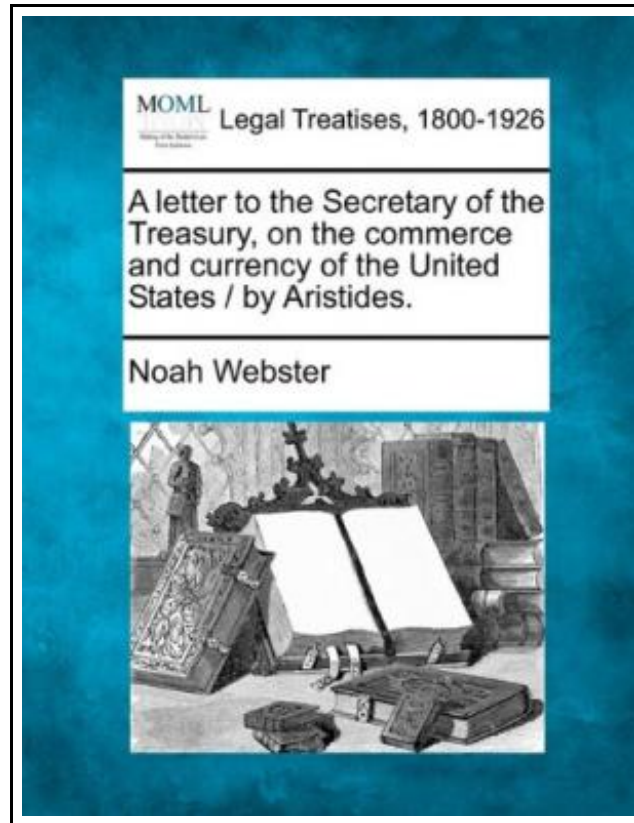 MOML
Legal Treatises, 1800-1926
A letter to the Secretary of the
Treasury, on the commerce
and currency of the United
States / by Aristides.
Noah Webster